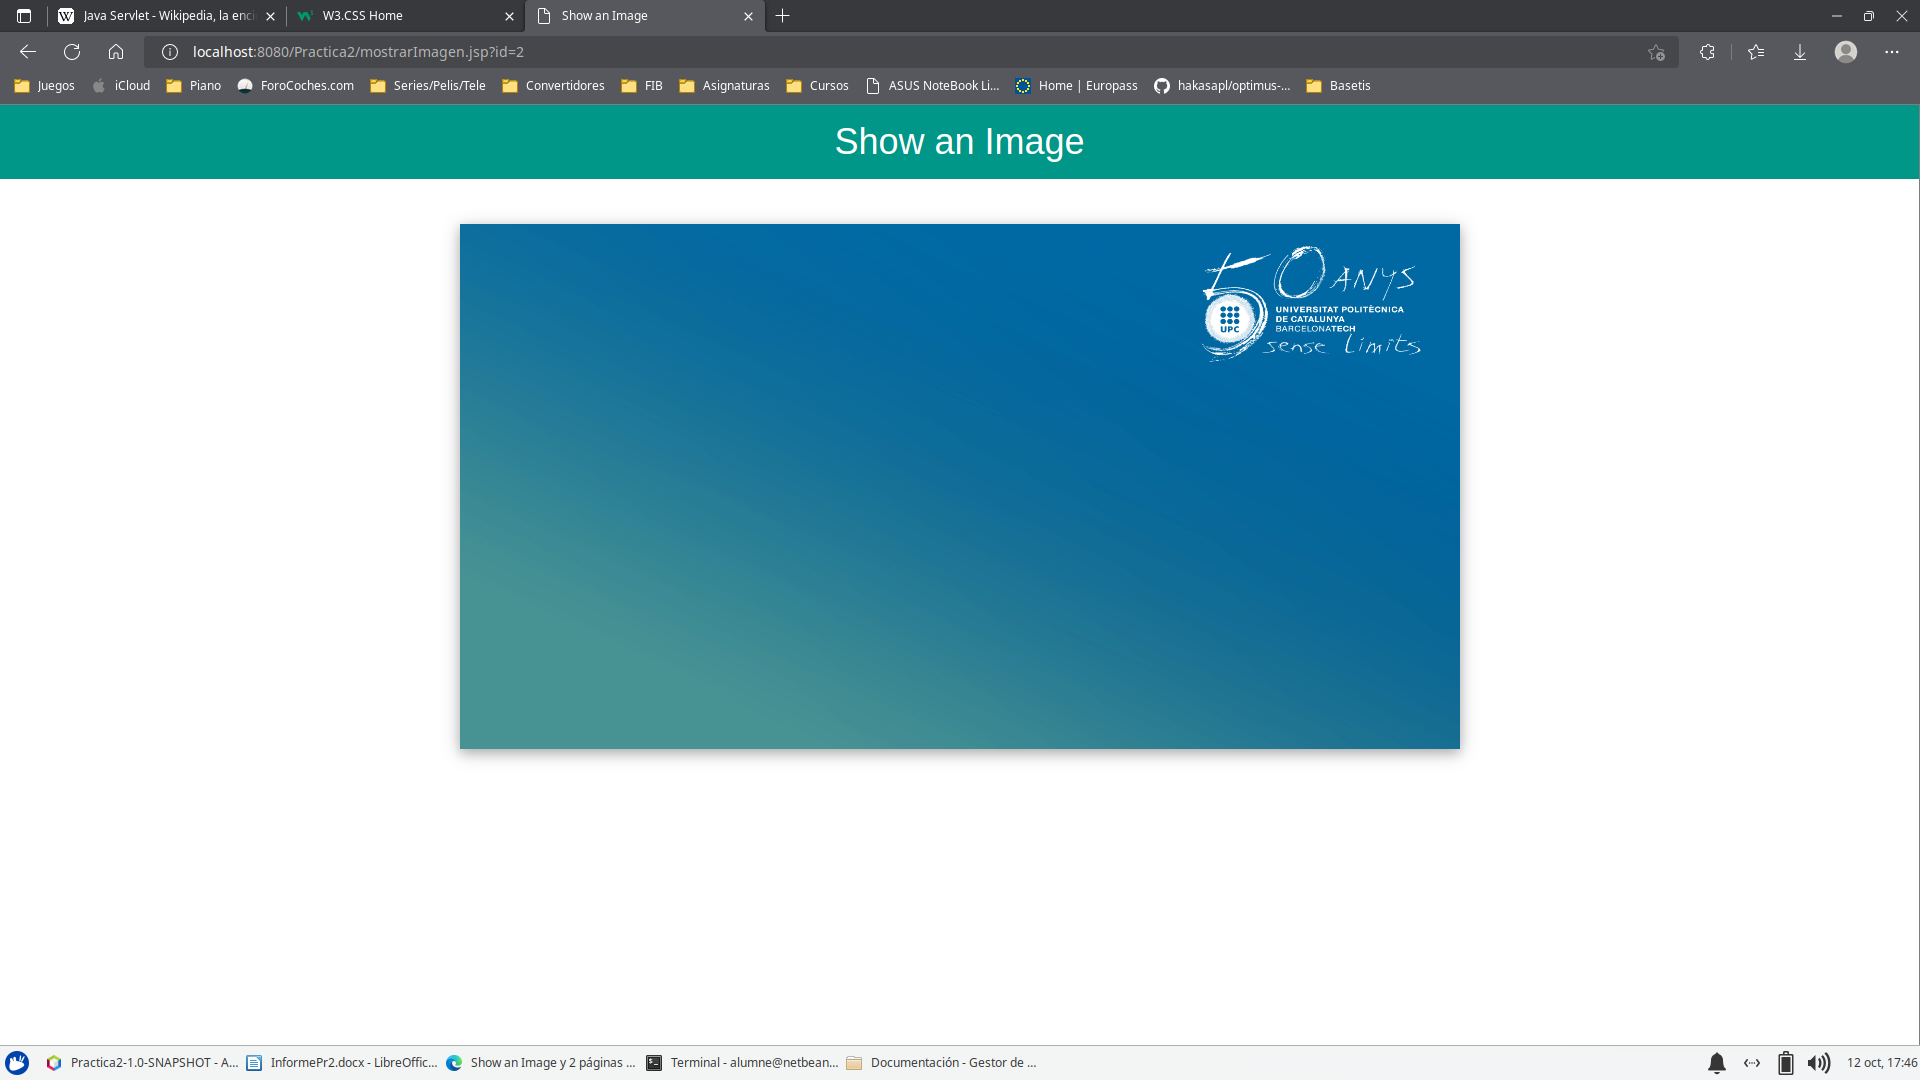 Java Servlet - Wikipedia, la enci
W3.CSS Home
Show an Image
localhost:8080/Practica2/mostrarImagen.jsp?id=2
Juegos
iCloud
Piano
ForoCoches.com
Series/Pelis/Tele
Convertidores
FIB
Asignaturas
Cursos
ASUS NoteBook Li...
Home | Europass
hakasapl/optimus-...
Basetis
Show an Image
50 ANYS
UNIVERSITAT POLITÈCNICA
DE CATALUNYA
BARCELONATECH
UPC
sense límits
Practica2-1.0-SNAPSHOT - A...
InformePr2.docx - LibreOffic...
Show an Image y 2 páginas ...
Terminal - alumne@netbean...
Documentación - Gestor de ...
12 oct, 17:46